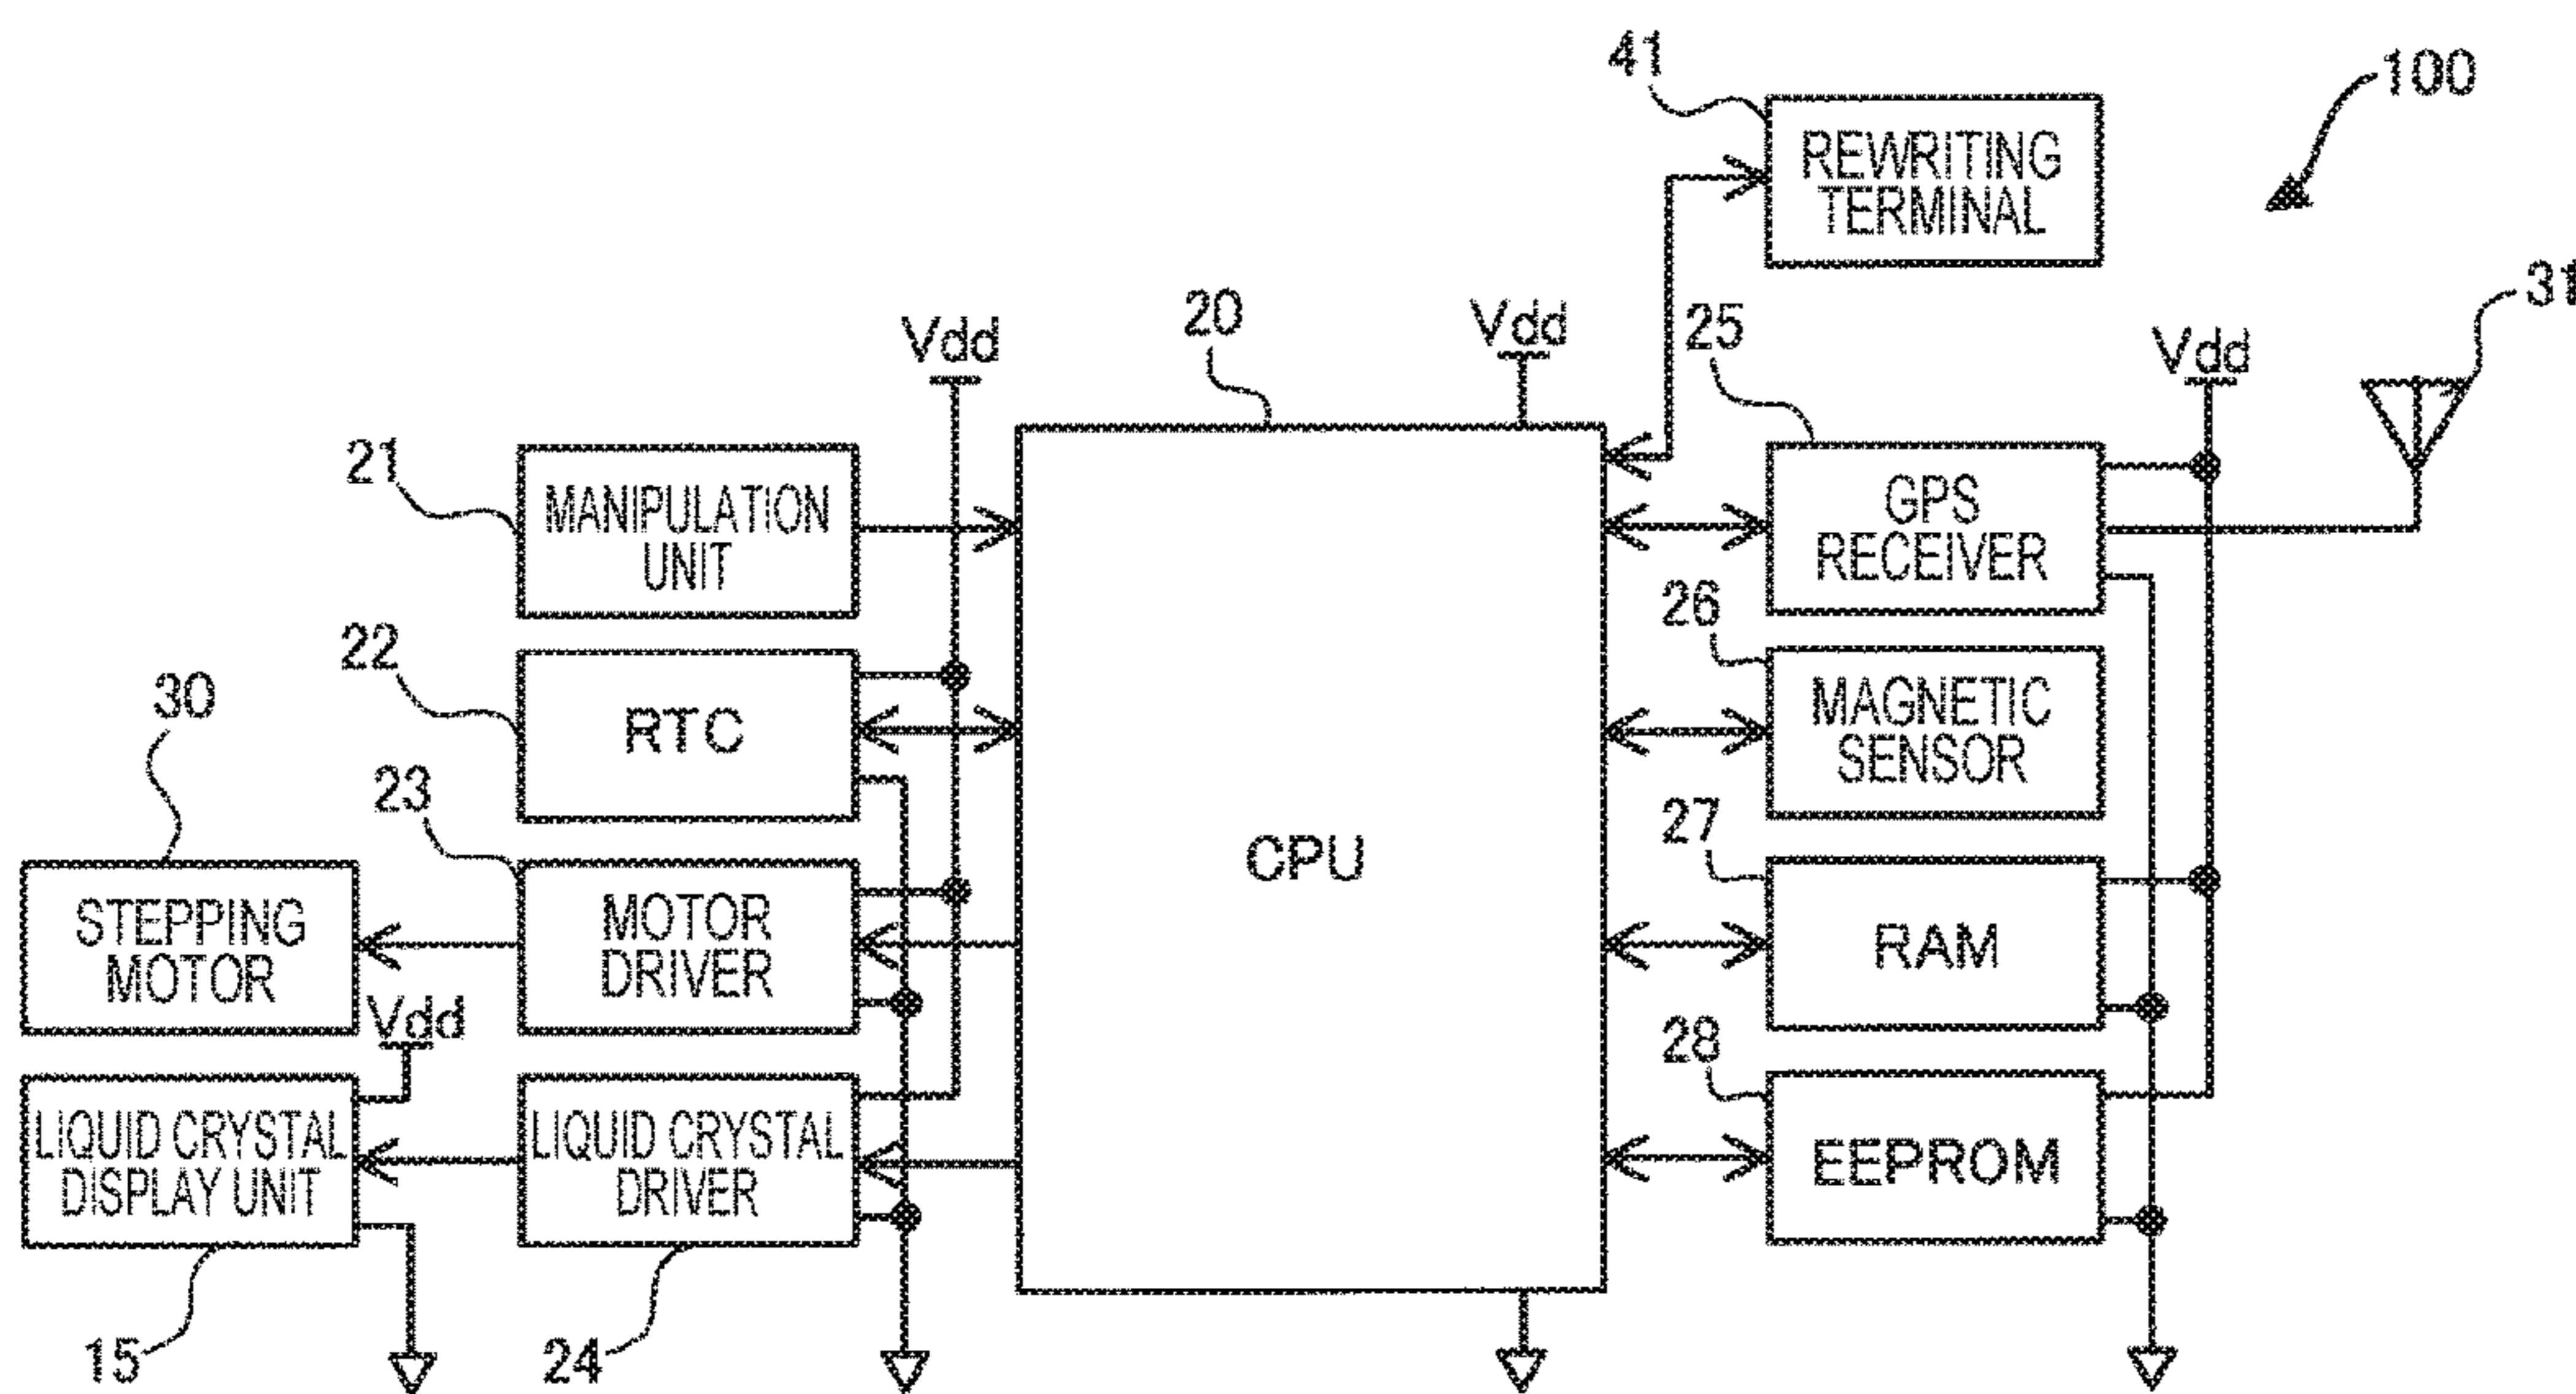 41
100
REWRITING
TERMINAL
31
20
Vdd
25
Vdd
Vdd
21
MANIPULATION
UNIT
GPS
RECEIVER
22
RTC
26
MAGNETIC
SENSOR
30
23
27
STEPPING
MOTOR
MOTOR
DRIVER
CPU
RAM
Vdd
28
LIQUID CRYSTAL
DISPLAY UNIT
LIQUID CRYSTAL
DRIVER
EEPROM
15
24